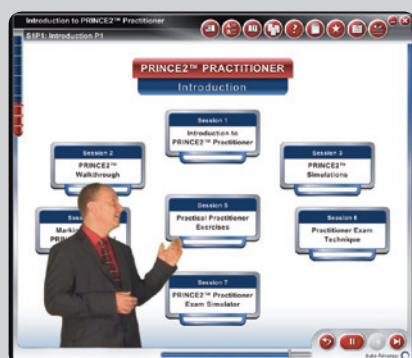 Introduction to PRINCE2™ Practitioner
S1P1: Introduction P1
PRINCE2™ PRACTITIONER
Introduction
Session 1
Introduction to
PRINCE2™ Practitioner
Session 2
PRINCE2™
Walkthrough
Session 3
PRINCE2™
Simulations
Session 5
Practical Practitioner
Exercises
Session 6
Practitioner Exam
Technique
Session 7
PRINCE2™ Practitioner
Exam Simulator
Auto Advance